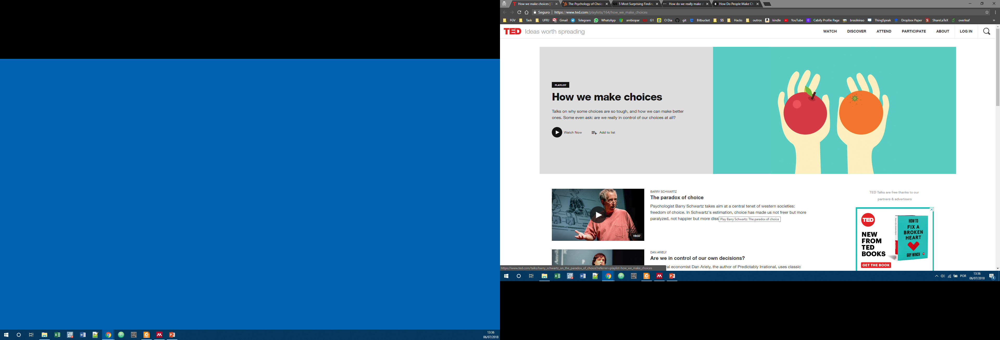 How we make choices | T
The Psychology of Choic
GS 5 Most Surprising Finding
BBC How do we really make d
E How Do People Make Ch
Seguro
https://www.ted.com/playlists/164/how_we_make_choices
FGV Task UFRJ Gmail Telegram WhatsApp ambiopar G1 D O Dia git Bitbucket $$ Hacks outros a kindle YouTube Cabify Profile Page brasileirao ThingSpeak Dropbox Paper S ShareLaTeX overleaf »
TED Ideas worth spreading
WATCH DISCOVER ATTEND PARTICIPATE ABOUT LOG IN
PLAYLIST
How we make choices
Talks on why some choices are so tough, and how we can make better
ones. Some even ask: are we really in control of our choices at all?
Watch Now Add to list
BARRY SCHWARTZ
The paradox of choice
Psychologist Barry Schwartz takes aim at a central tenet of western societies:
freedom of choice. In Schwartz's estimation, choice has made us not freer but more
paralyzed, not happier but more diss
Play Barry Schwartz: The paradox of choice
19:37
TED Talks are free thanks to our
partners & advertisers
TED
NEW
FROM
TED
BOOKS
GET THE BOOK
HOW TO
FIX A
BROKEN
HEART
GUY WINCH
DAN ARIELY
Are we in control of our own decisions?
ral economist Dan Ariely, the author of Predictably Irrational, uses classic
https://www.ted.com/talks/barry_schwartz_on_the_paradox_of_choice?referrer=playlist-how_we_make_choices
POR
13:36
06/07/2018
4
13:36
06/07/2018